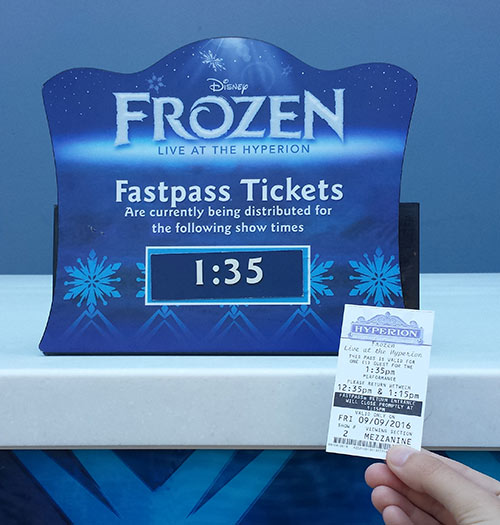 Disney
FROZEN
LIVE AT THE HYPERION
Fastpass Tickets
Are currently being distributed for
the following show times
1:35
HYPERION
Frozen
Live at the Hyperion
THIS PASS IS VALID FOR
ONE (1) GUEST FOR THE
1:35pm
PERFORMANCE
PLEASE RETURN BETWEEN
12:35pm & 1:15pm
FASTPASS RETURN ENTRANCE
WILL CLOSE PROMPTLY AT
1:15PM
VALID ONLY ON
FRI 09/09/2016
SHOW # VIEWING SECTION
2 MEZZANINE